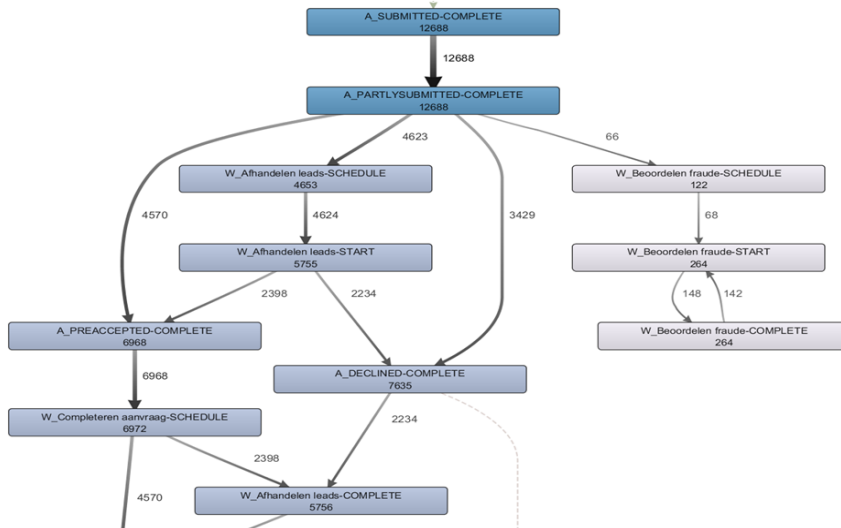 A_SUBMITTED-COMPLETE
12688
12688
A_PARTLYSUBMITTED-COMPLETE
12688
4623
66
W_Afhandelen leads-SCHEDULE
4653
W_Beoordelen fraude-SCHEDULE
122
4570
4624
3429
68
W_Afhandelen leads-START
5755
W_Beoordelen fraude-START
264
2398
2234
148
142
A_PREACCEPTED-COMPLETE
6968
W_Beoordelen fraude-COMPLETE
264
6968
A_DECLINED-COMPLETE
7635
W_Completeren aanvraag-SCHEDULE
6972
2234
2398
4570
W_Afhandelen leads-COMPLETE
5756